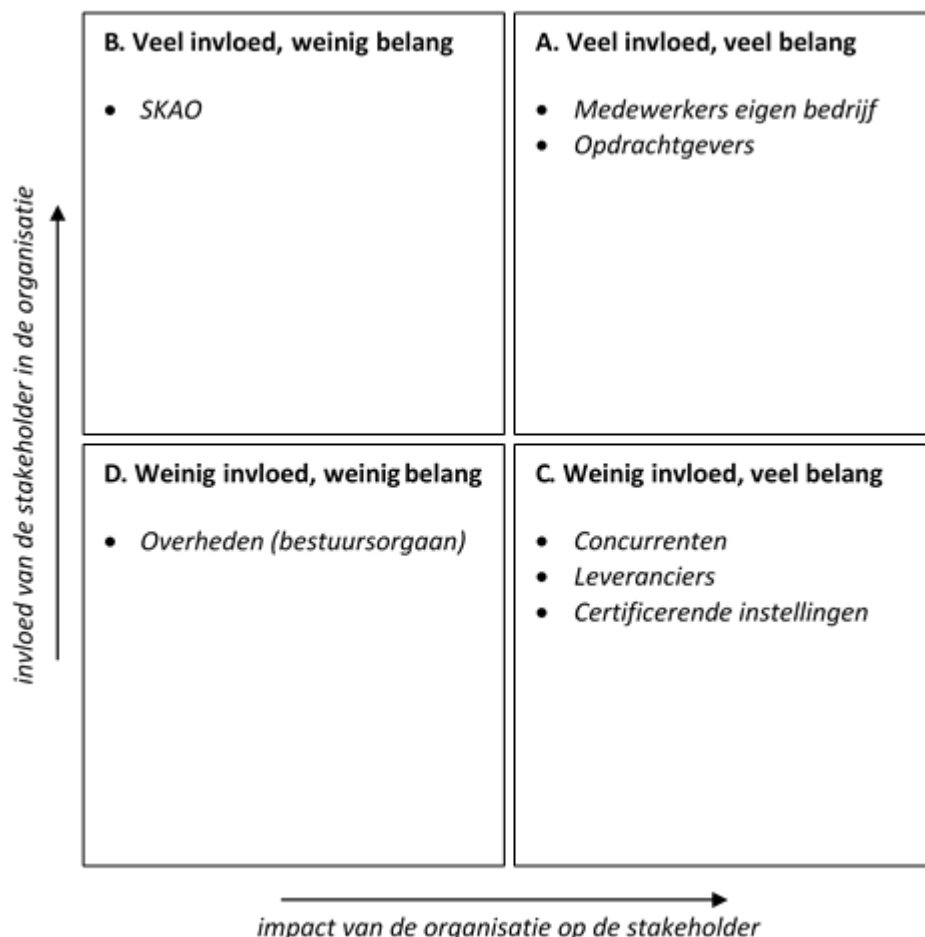 B. Veel invloed, weinig belang
• SKAO
A. Veel invloed, veel belang
• Medewerkers eigen bedrijf
• Opdrachtgevers
invloed van de stakeholder in de organisatie
D. Weinig invloed, weinig belang
• Overheden (bestuursorgaan)
C. Weinig invloed, veel belang
• Concurrenten
• Leveranciers
• Certificerende instellingen
impact van de organisatie op de stakeholder